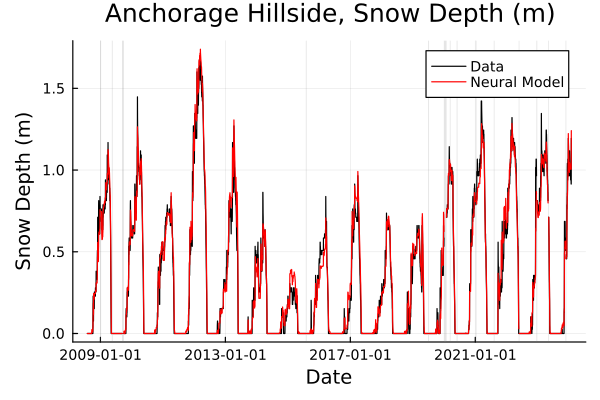 Anchorage Hillside, Snow Depth (m)
Data
Neural Model
Snow Depth (m)
1.5
1.0
0.5
0.0
2009-01-01
2013-01-01
2017-01-01
2021-01-01
Date